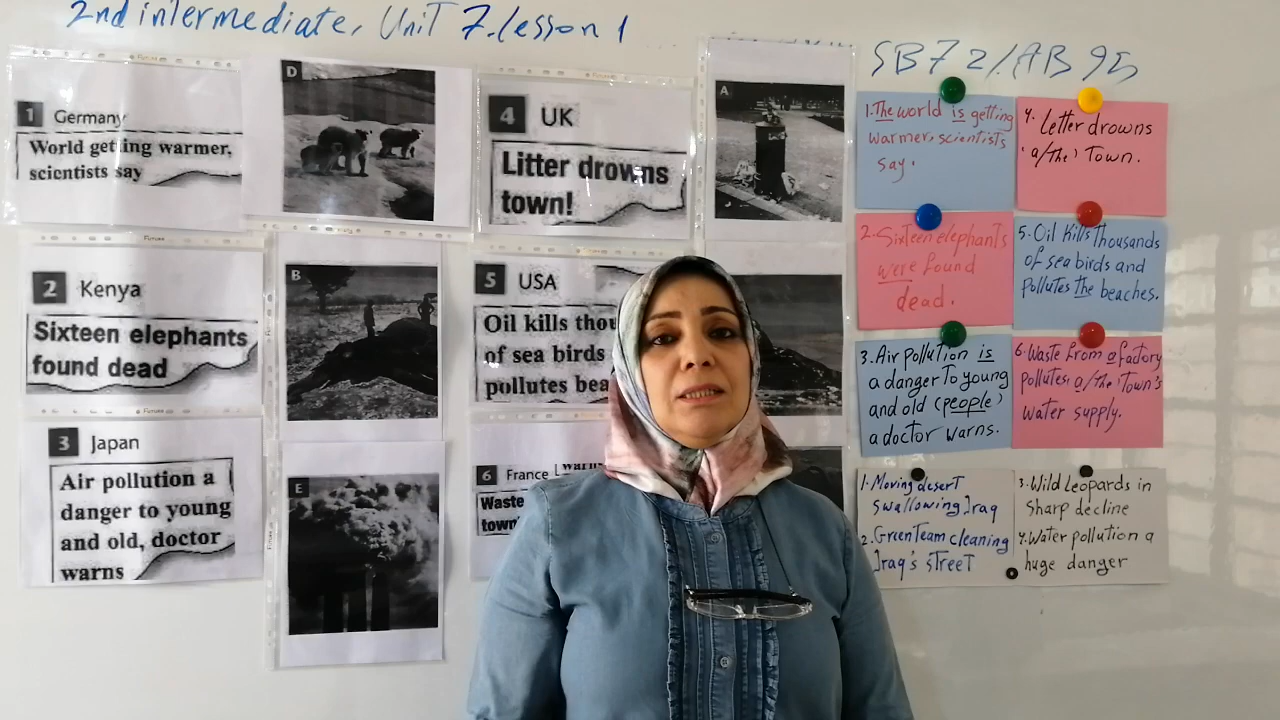 2nd intermediate, Unit 7. lesson 1
SB72/AB95
1 Germany
World getting warmer,
scientists say
D
4 UK
Litter drowns
town!
A
2 Kenya
Sixteen elephants
found dead
B
5 USA
Oil kills thou
of sea birds
pollutes bea
3 Japan
Air pollution a
danger to young
and old, doctor
warns
E
6 France
Waste
town
1. The world is getting
warmer, scientists
say.
4. Letter drowns
'a/the' Town.
2. Sixteen elephants
were found
dead.
5. Oil kills thousands
of sea birds and
pollutes the beaches.
3. Air pollution is
a danger to young
and old (people)
a doctor warns.
6. Waste from a factory
pollutes a/the Town's
water supply.
1. Moving desert
swallowing Iraq
2. Green Team cleaning
Iraq's street
3. Wild Leopards in
sharp decline
4. Water pollution a
huge danger